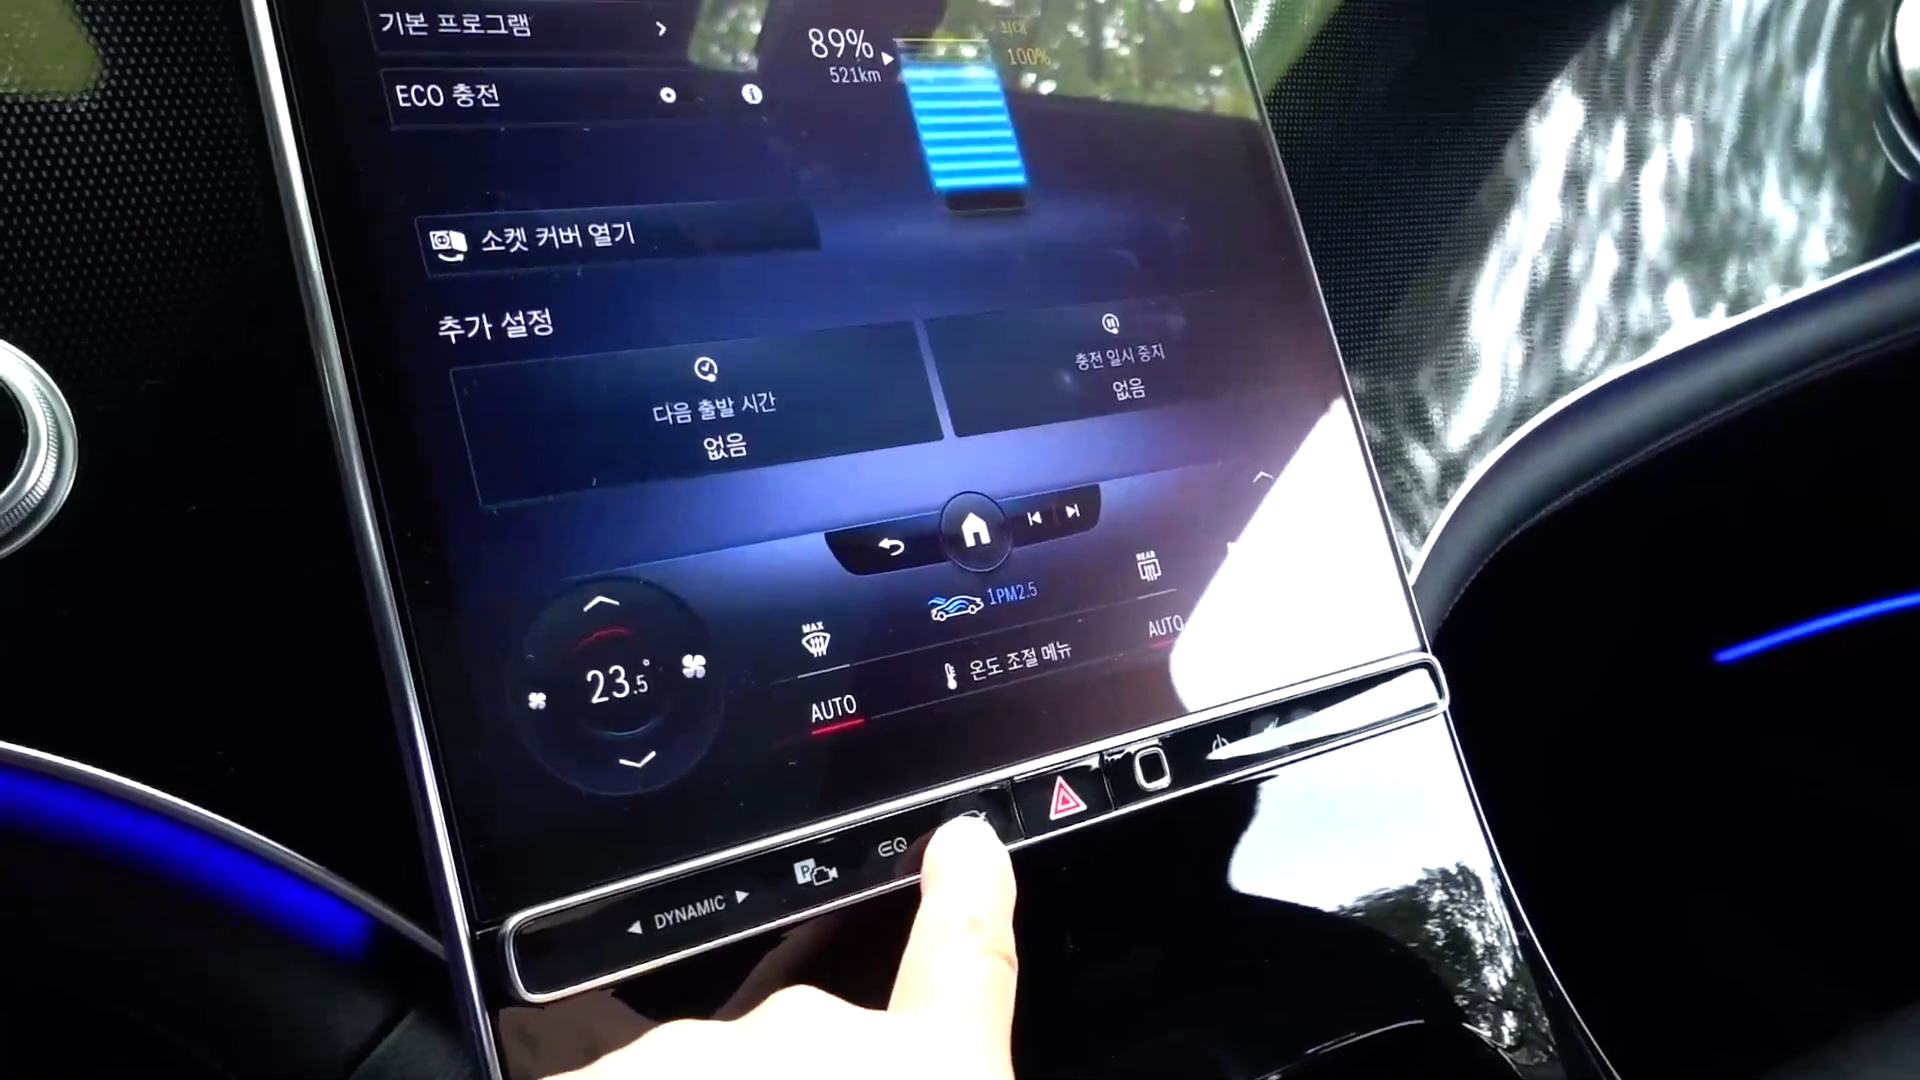 기본 프로그램
89%
521km
최대
100%
ECO 충전
소켓 커버 열기
추가 설정
다음 출발 시간
없음
충전 일시 중지
없음
REAR
1PM2.5
MAX
23.5°
AUTO
온도 조절 메뉴
AUTO
DYNAMIC
P
EQ